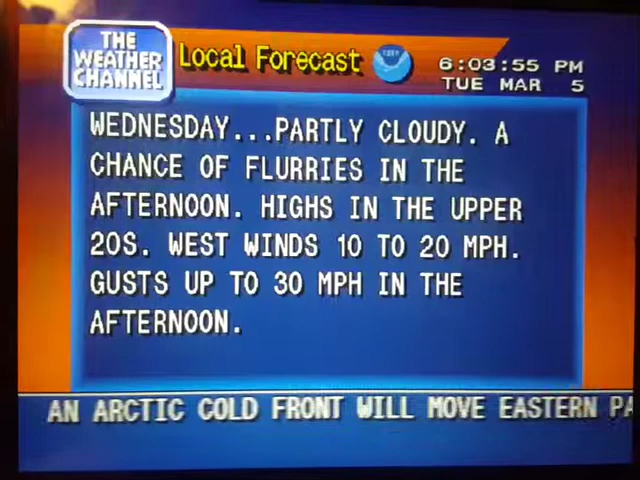 THE
WEATHER
CHANNEL
Local Forecast
6:03:55 PM
TUE MAR 5
WEDNESDAY...PARTLY CLOUDY. A
CHANCE OF FLURRIES IN THE
AFTERNOON. HIGHS IN THE UPPER
20S. WEST WINDS 10 TO 20 MPH.
GUSTS UP TO 30 MPH IN THE
AFTERNOON.
AN ARCTIC COLD FRONT WILL MOVE EASTERN